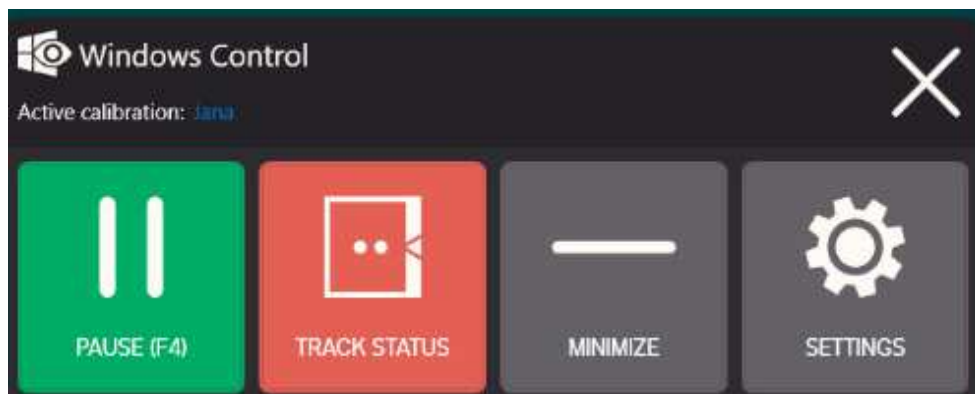 Windows Control
Active calibration: Jana
PAUSE (F4)
TRACK STATUS
MINIMIZE
SETTINGS